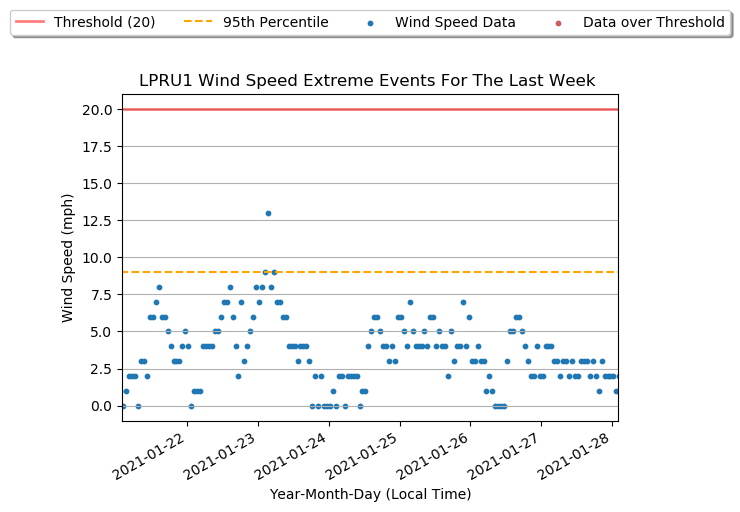 Threshold (20) 95th Percentile Wind Speed Data Data over Threshold
LPRU1 Wind Speed Extreme Events For The Last Week
20.0
17.5
15.0
12.5
10.0
7.5
5.0
2.5
0.0
Wind Speed (mph)
2021-01-22 2021-01-23 2021-01-24 2021-01-25 2021-01-26 2021-01-27 2021-01-28
Year-Month-Day (Local Time)